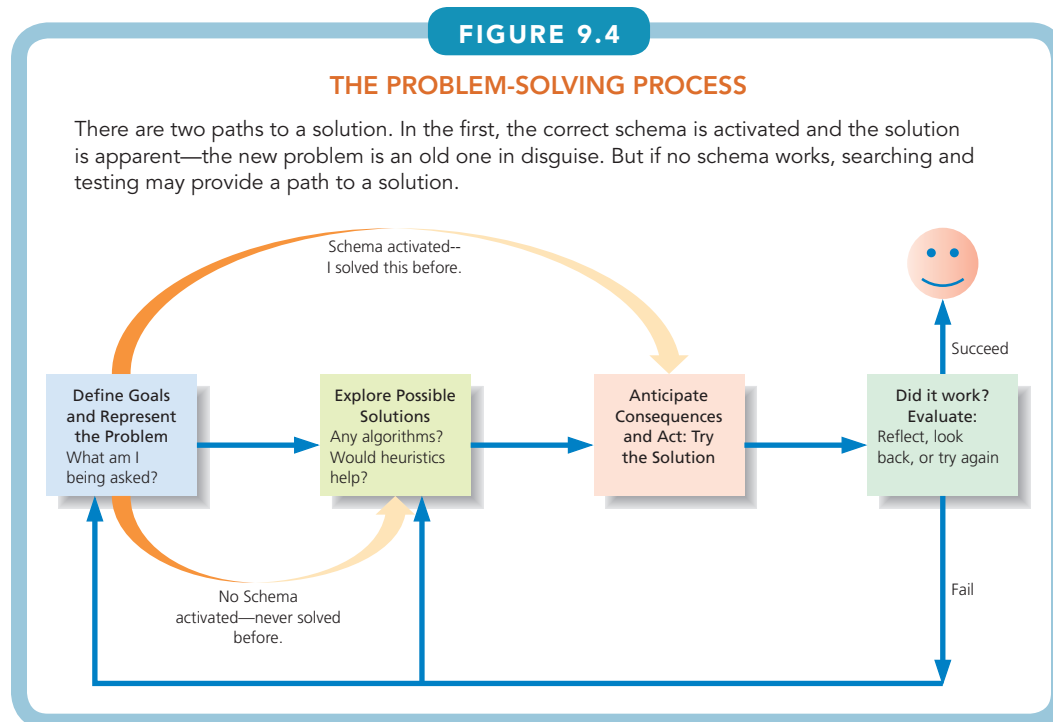 FIGURE 9.4
THE PROBLEM-SOLVING PROCESS
There are two paths to a solution. In the first, the correct schema is activated and the solution
is apparent—the new problem is an old one in disguise. But if no schema works, searching and
testing may provide a path to a solution.
Schema activated--
I solved this before.
Succeed
Define Goals
and Represent
the Problem
What am I
being asked?
Explore Possible
Solutions
Any algorithms?
Would heuristics
help?
Anticipate
Consequences
and Act: Try
the Solution
Did it work?
Evaluate:
Reflect, look
back, or try again
No Schema
activated—never solved
before.
Fail